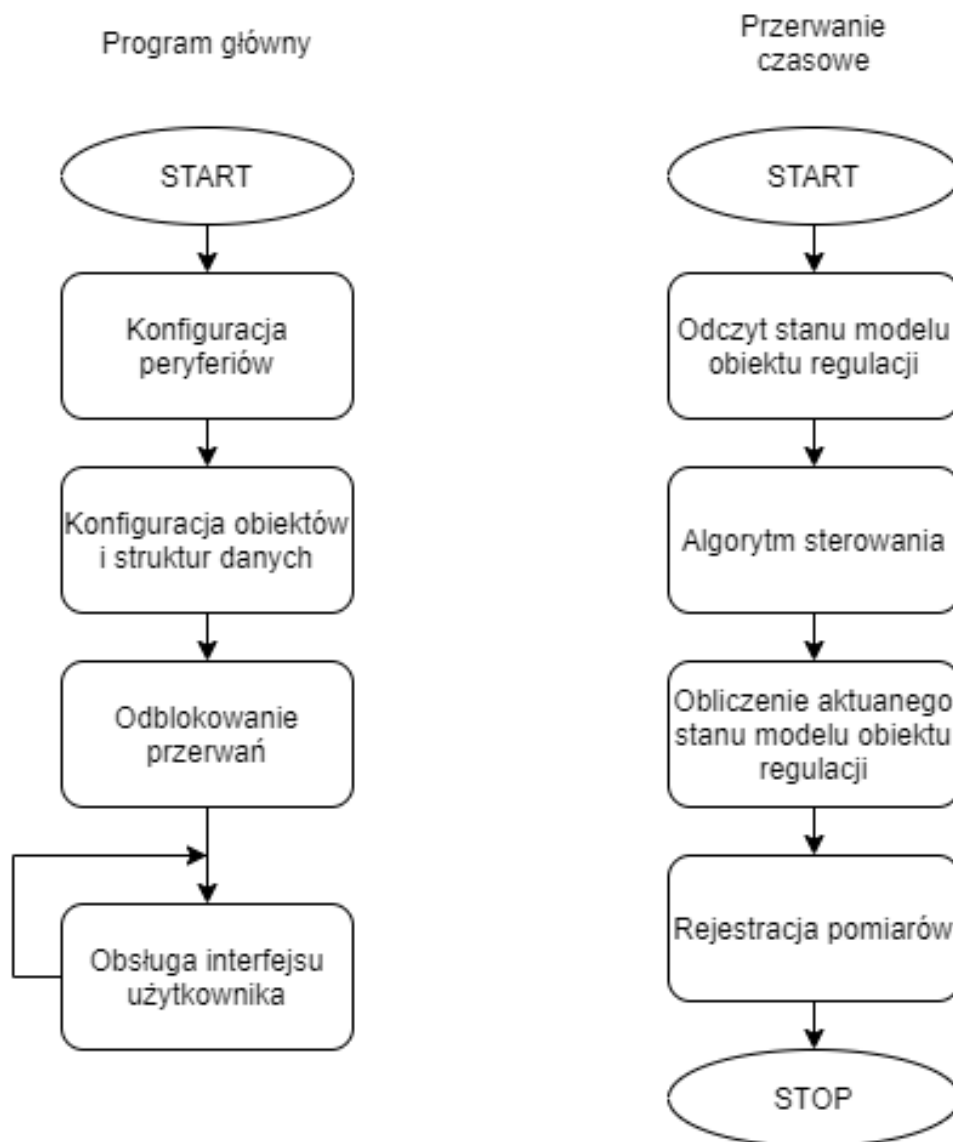 Program główny
START
Konfiguracja
peryferiów
Konfiguracja obiektów
i struktur danych
Odblokowanie
przerwań
Obsługa interfejsu
użytkownika
Przerwanie
czasowe
START
Odczyt stanu modelu
obiektu regulacji
Algorytm sterowania
Obliczenie aktuanego
stanu modelu obiektu
regulacji
Rejestracja pomiarów
STOP